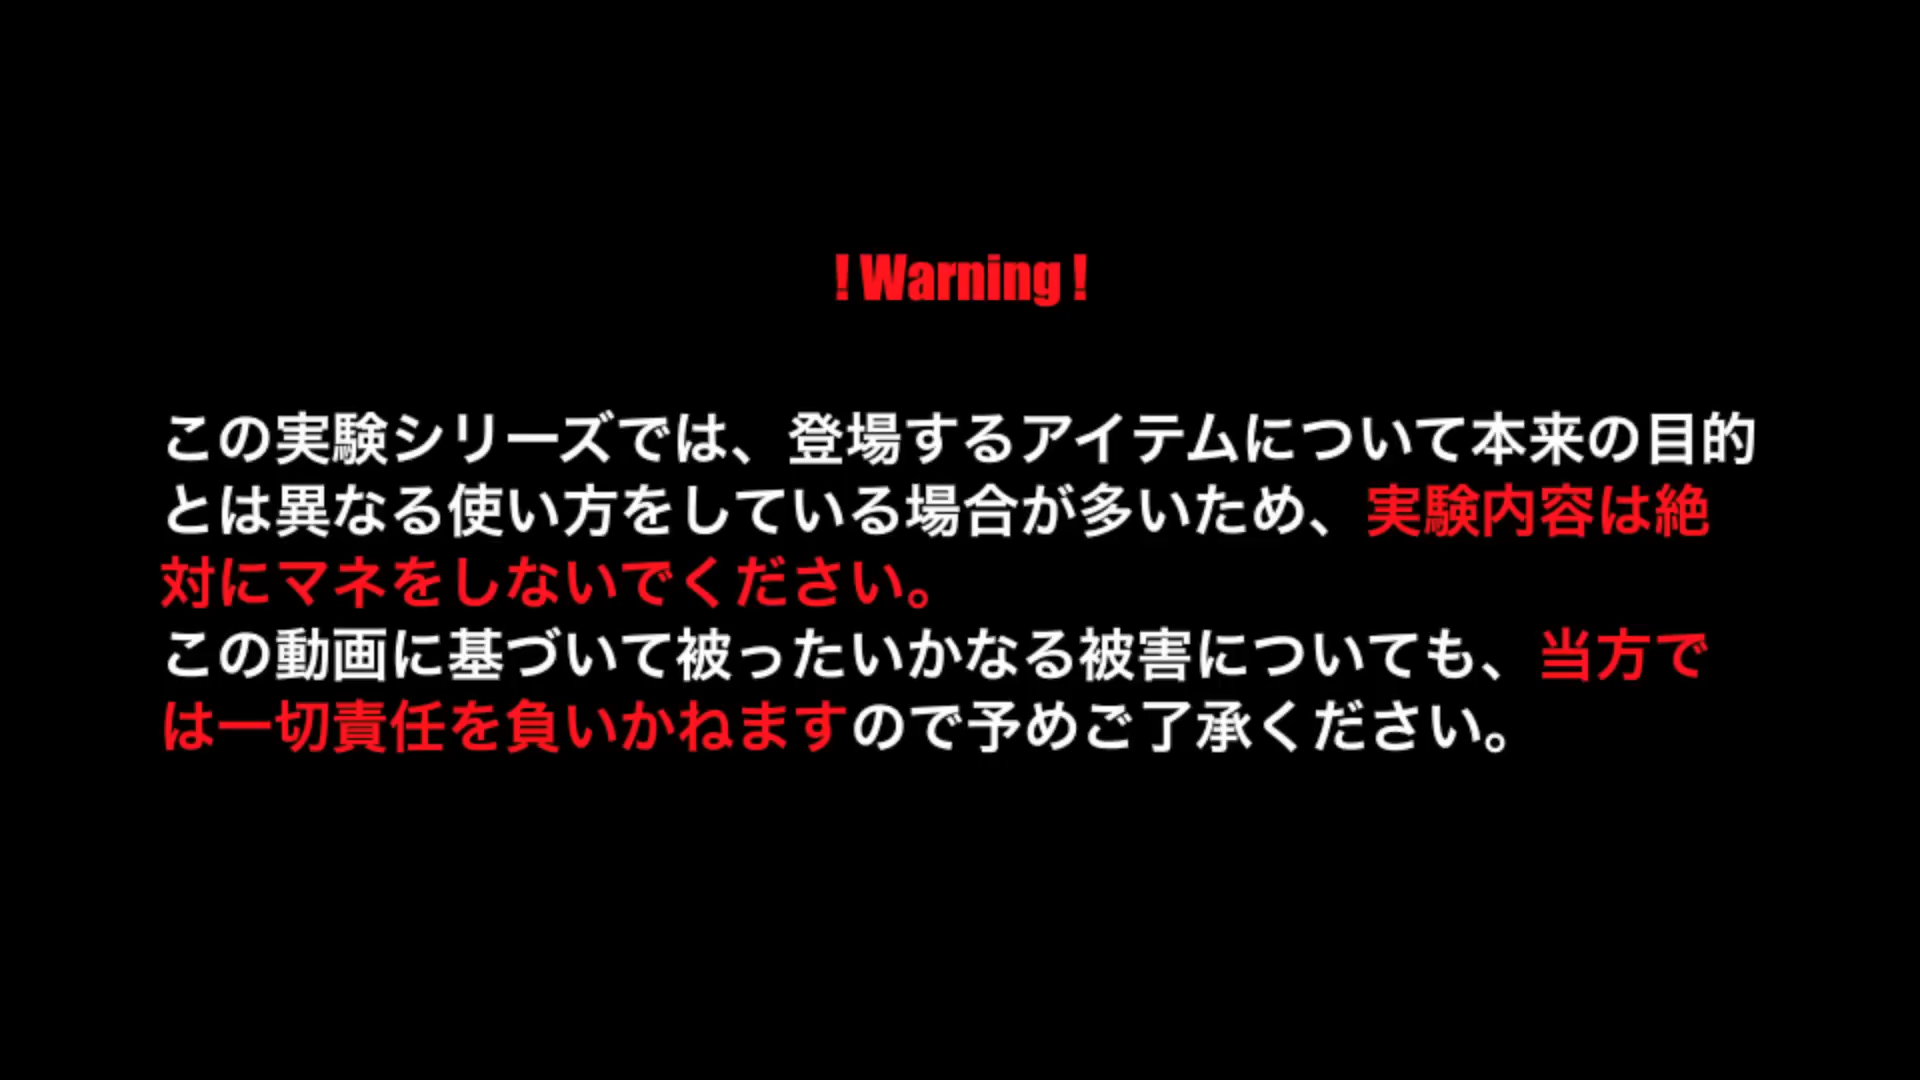 ! Warning !
この実験シリーズでは、登場するアイテムについて本来の目的
とは異なる使い方をしている場合が多いため、実験内容は絶
対にマネをしないでください。
この動画に基づいて被ったいかなる被害についても、当方で
は一切責任を負いかねますので予めご了承ください。